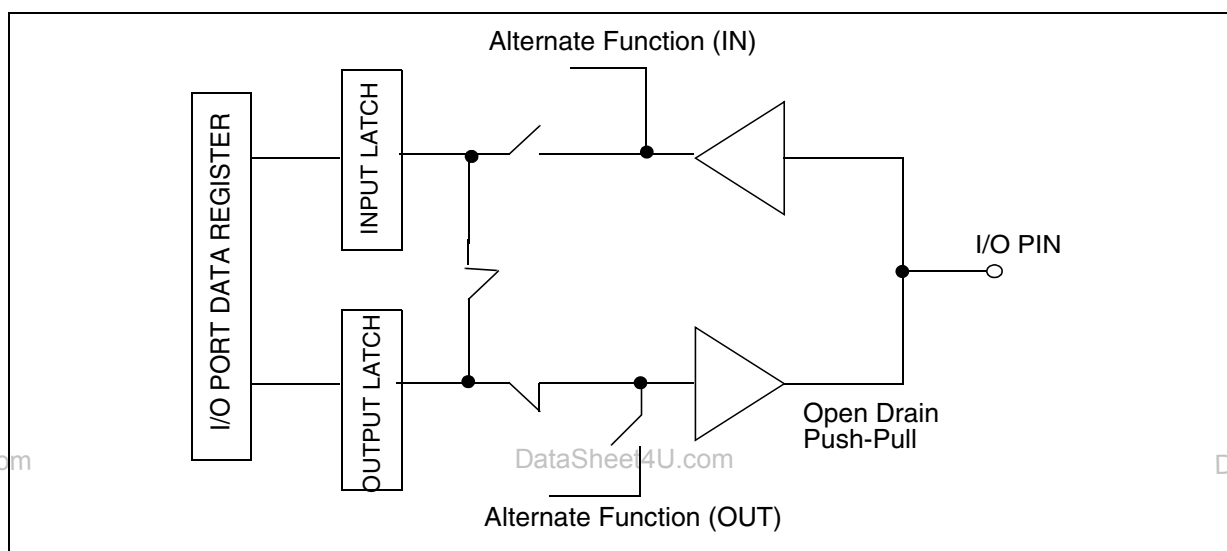 Alternate Function (IN)
I/O PORT DATA REGISTER
INPUT LATCH
I/O PIN
OUTPUT LATCH
Open Drain
Push-Pull
om
DataSheet4U.com
D
Alternate Function (OUT)